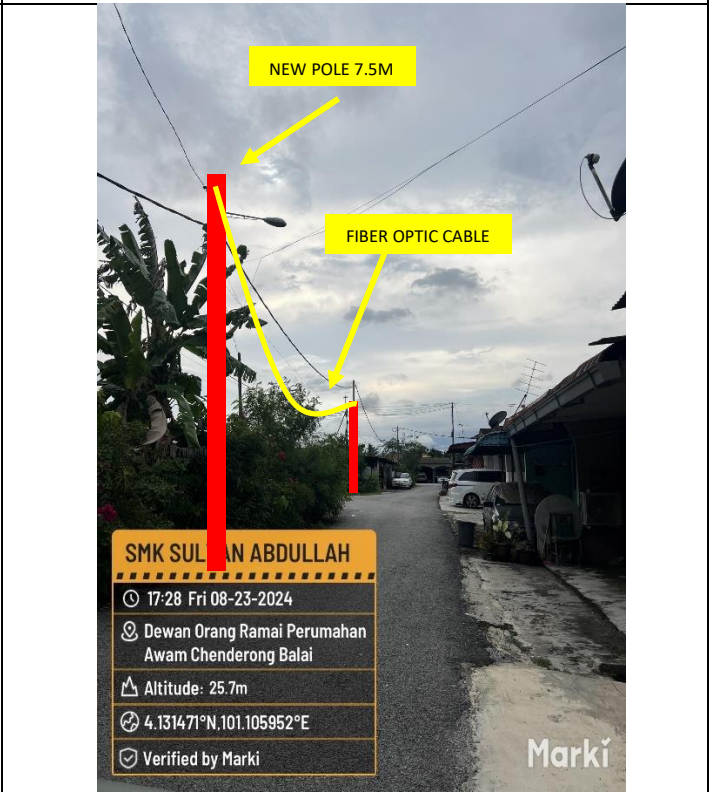 NEW POLE 7.5M
FIBER OPTIC CABLE
SMK SUL AN ABDULLAH
17:28 Fri 08-23-2024
Dewan Orang Ramai Perumahan
Awam Chenderong Balai
Altitude: 25.7m
4.131471°N,101.105952°E
Verified by Marki
Marki